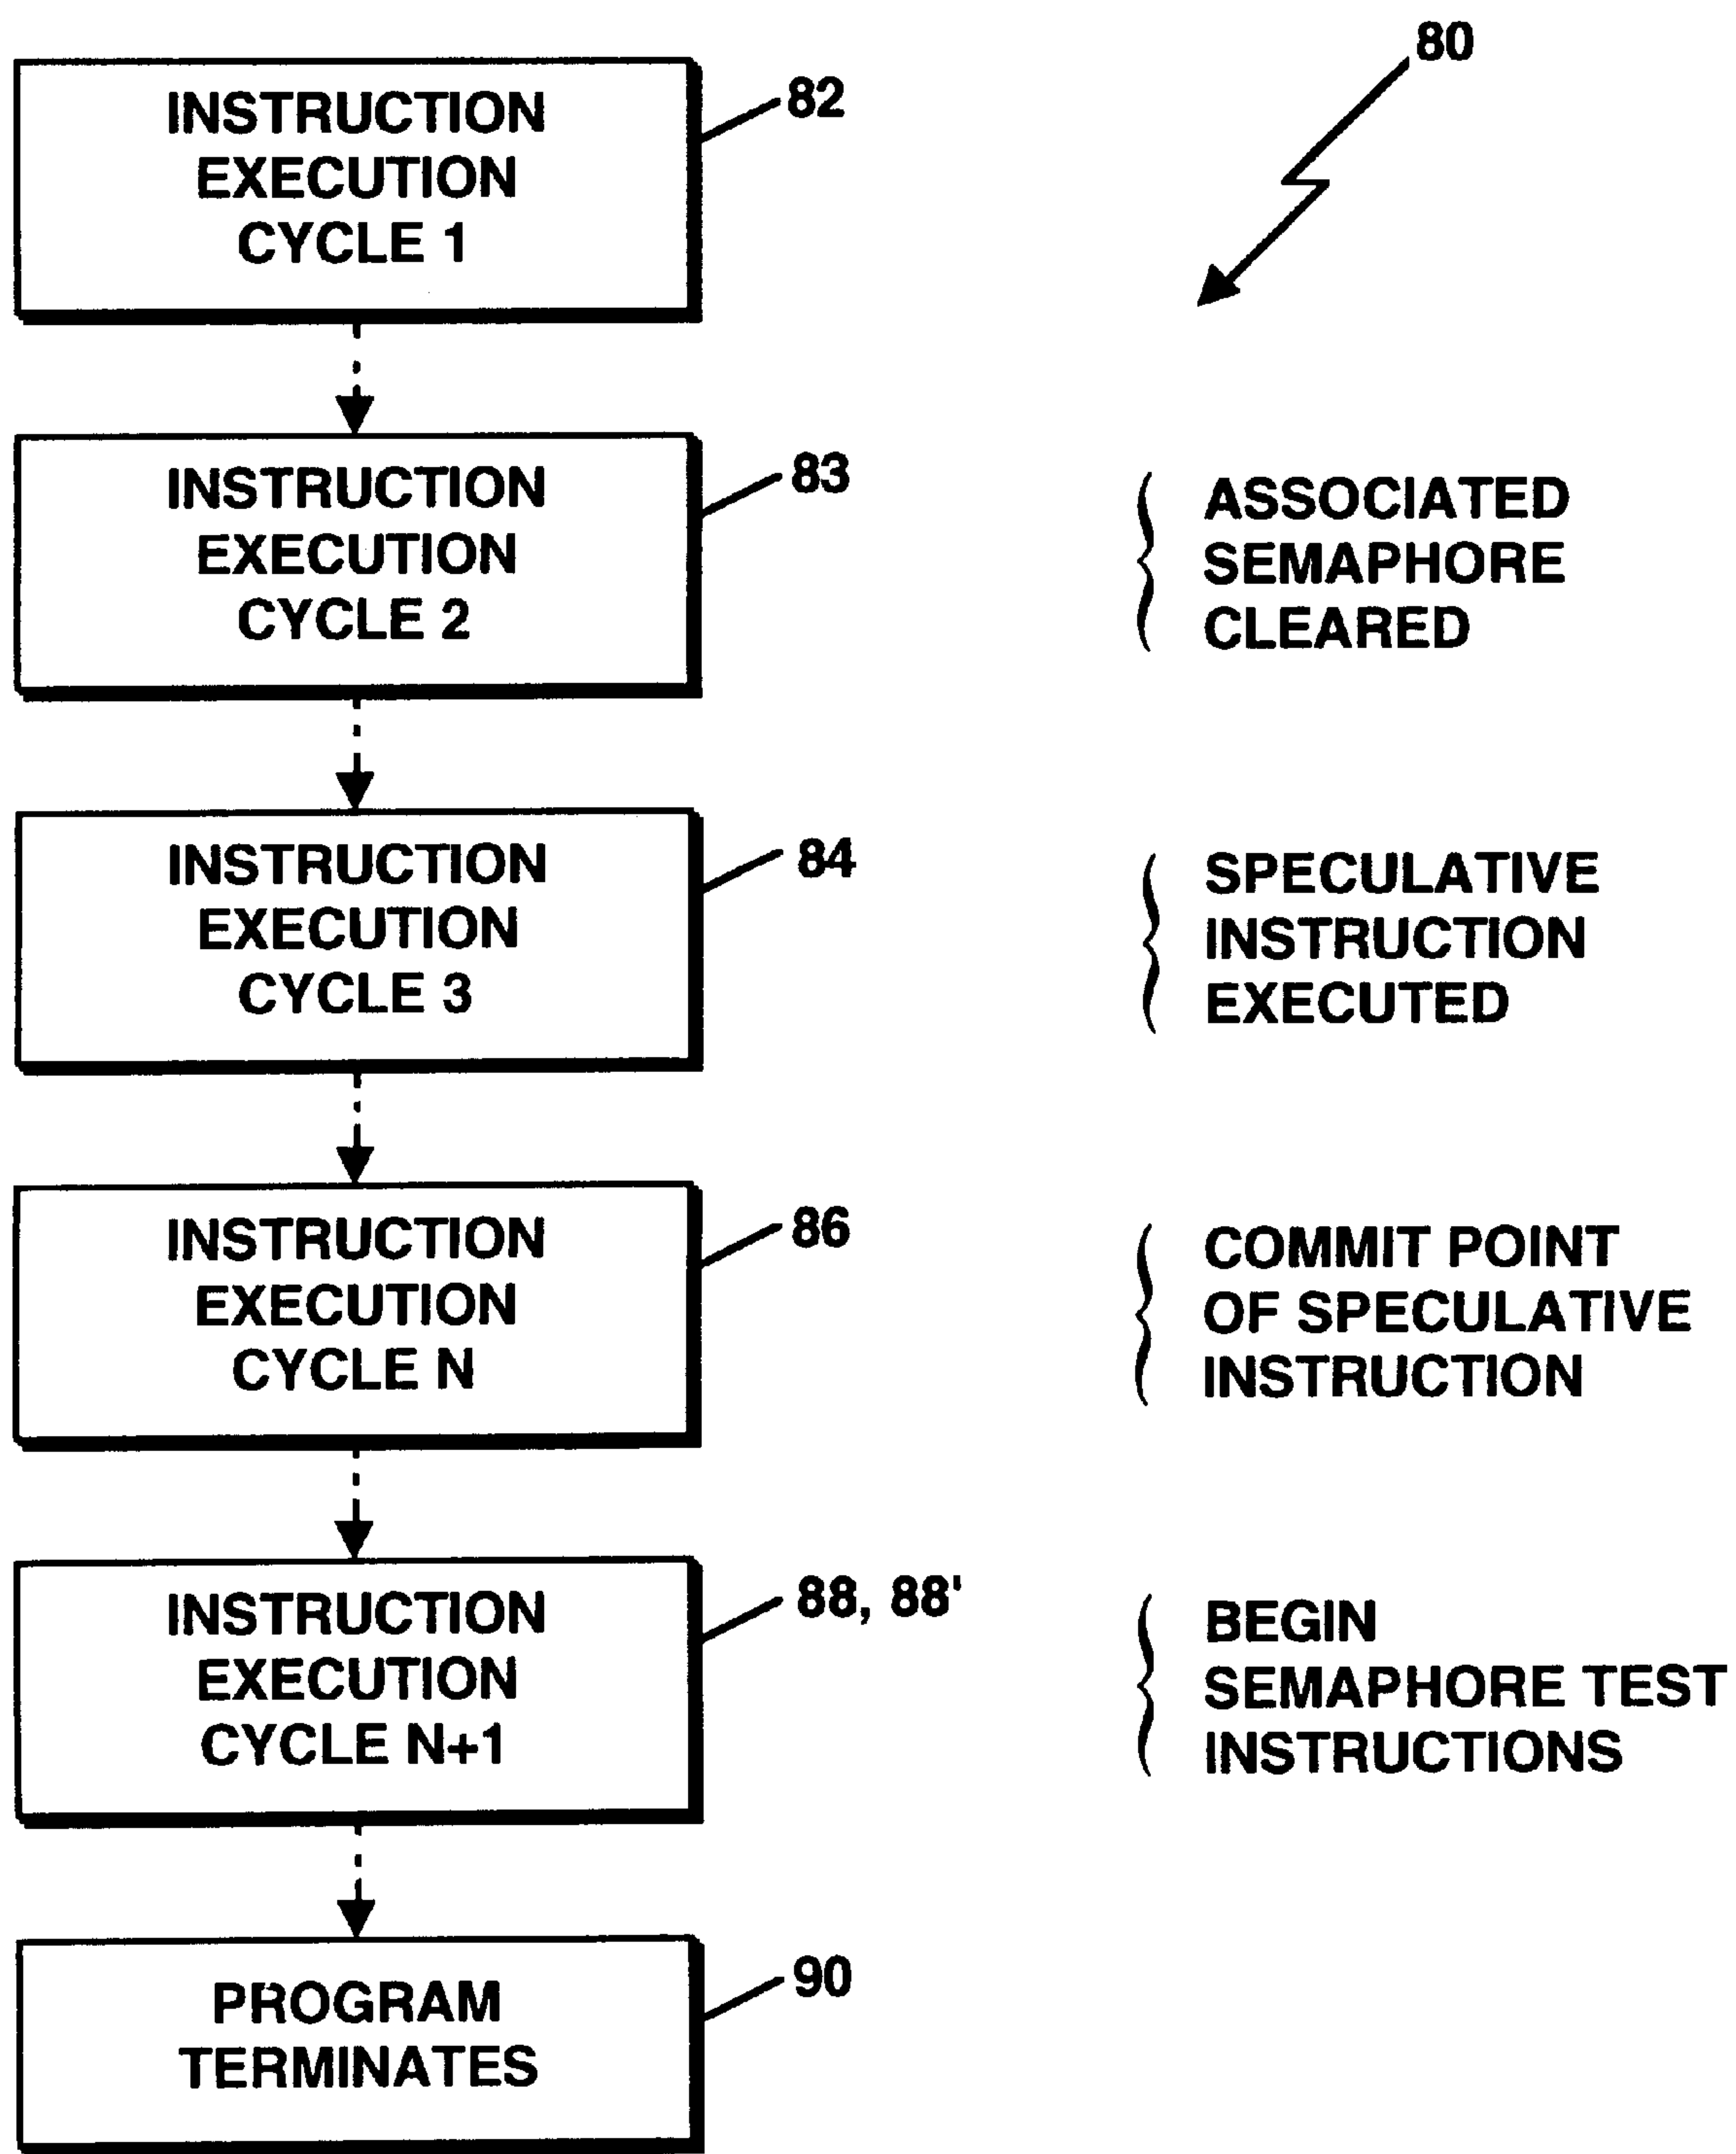 80
INSTRUCTION
EXECUTION
CYCLE 1
82
INSTRUCTION
EXECUTION
CYCLE 2
83
ASSOCIATED
SEMAPHORE
CLEARED
INSTRUCTION
EXECUTION
CYCLE 3
84
SPECULATIVE
INSTRUCTION
EXECUTED
INSTRUCTION
EXECUTION
CYCLE N
86
COMMIT POINT
OF SPECULATIVE
INSTRUCTION
INSTRUCTION
EXECUTION
CYCLE N+1
88, 88'
BEGIN
SEMAPHORE TEST
INSTRUCTIONS
PROGRAM
TERMINATES
90